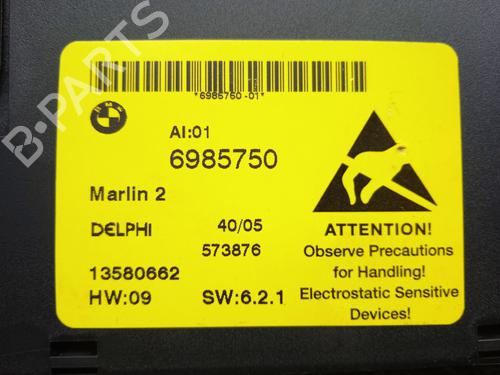 *6985750-01*
BMW
AI:01
6985750
Marlin 2
DELPHI
40/05
573876
13580662
HW:09
SW:6.2.1
ATTENTION!
Observe Precautions
for Handling!
Electrostatic Sensitive
Devices!
B-PARTS